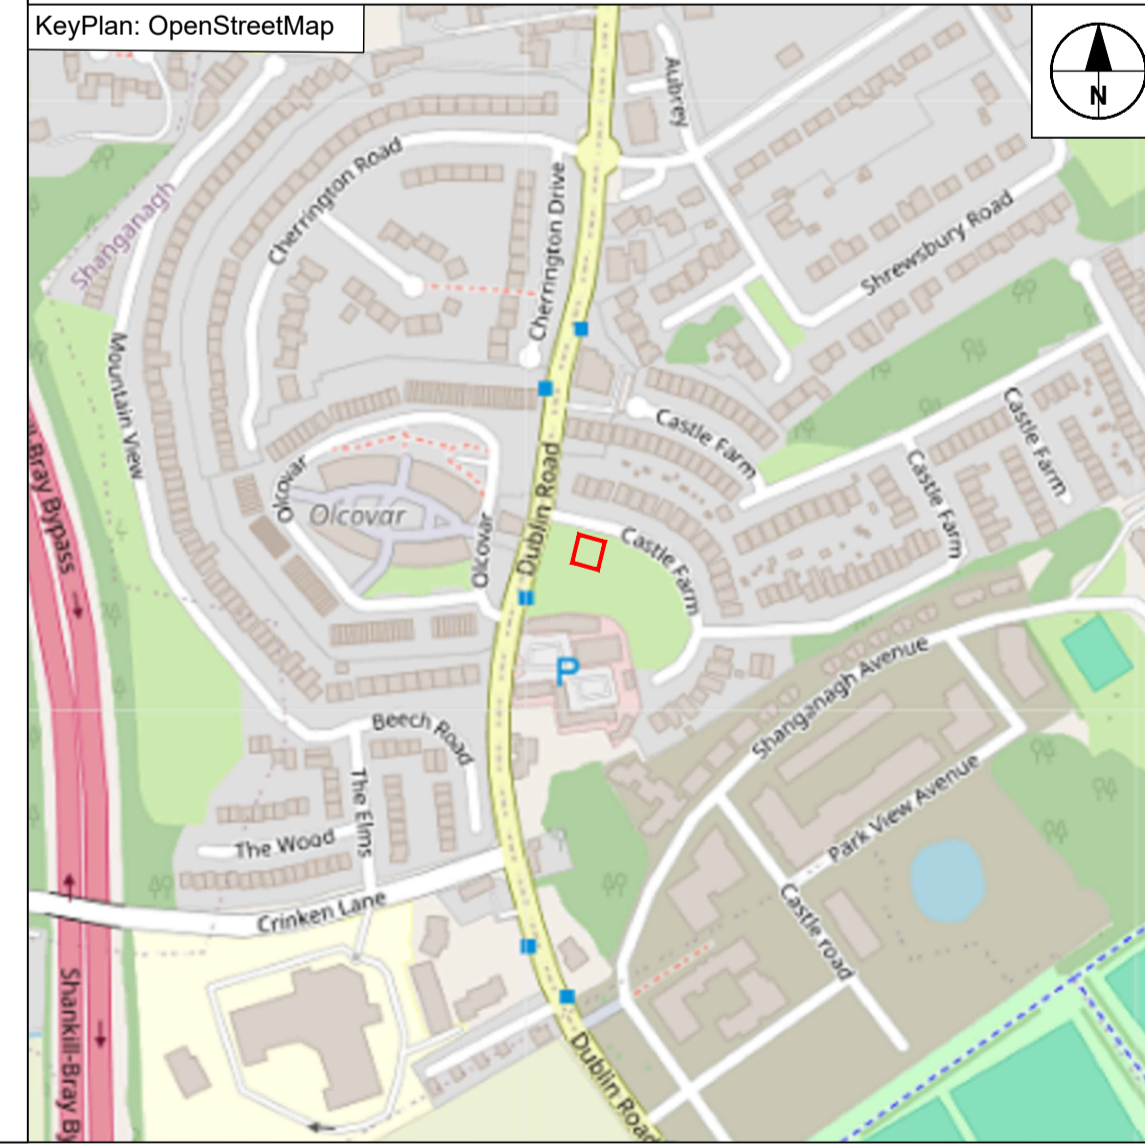 KeyPlan: OpenStreetMap
N
Aubrey
Cherrington Road
Shanganagh
Cherrington Drive
Shrewsbury Road
Mountain View
Castle Farm
Castle Farm
Castle Farm
Olcovar
Olcovar
Olcovar
Dublin Road
Castle Farm
-Bray Bypass
P
Shanganagh Avenue
Beech Road
The Elms
The Wood
Park View Avenue
Crinken Lane
Castle road
Shankill-Bray By
Dublin Road